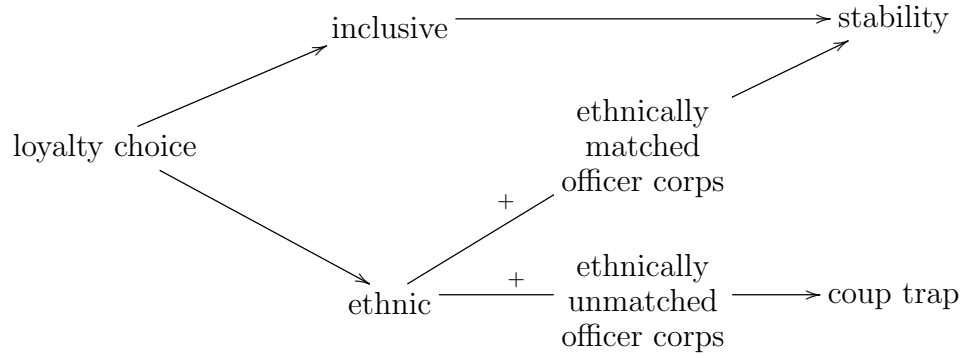 inclusive
stability
loyalty choice
ethnically
matched
officer corps
+
ethnic
+
ethnically
unmatched
officer corps
coup trap